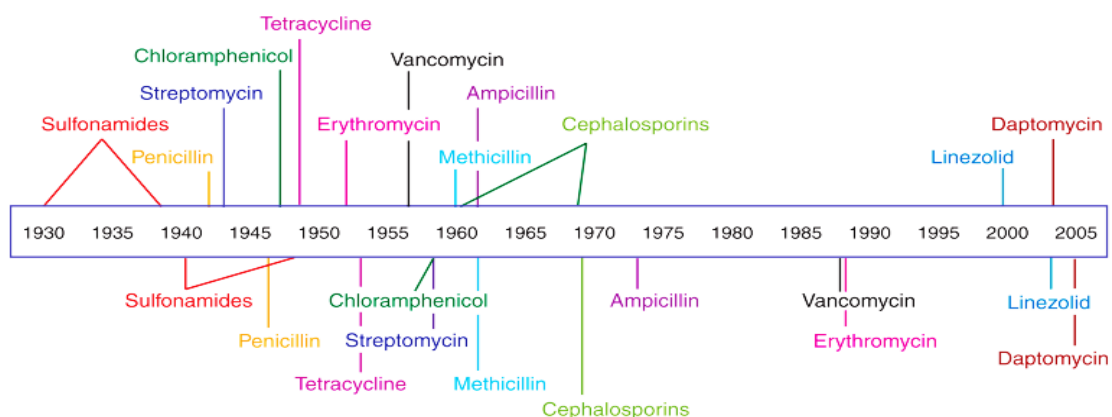 Tetracycline
Chloramphenicol
Vancomycin
Streptomycin
Ampicillin
Sulfonamides
Erythromycin
Cephalosporins
Daptomycin
Penicillin
Methicillin
Linezolid
1930 1935 1940 1945 1950 1955 1960 1965 1970 1975 1980 1985 1990 1995 2000 2005
Sulfonamides
Chloramphenicol
Ampicillin
Vancomycin
Linezolid
Penicillin
Streptomycin
Erythromycin
Daptomycin
Tetracycline
Methicillin
Cephalosporins